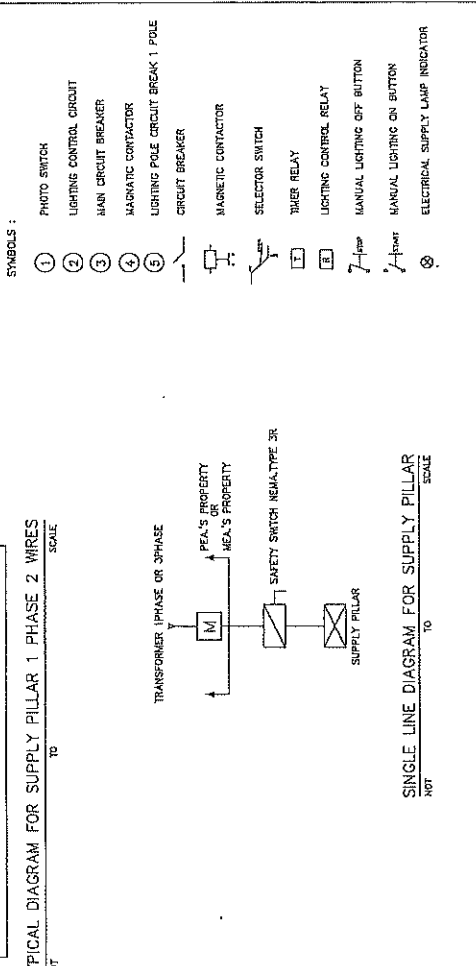 SYMBOLS :
1 PHOTO SWITCH
2 LIGHTING CONTROL CIRCUIT
3 MAIN CIRCUIT BREAKER
4 MAGNATIC CONTACTOR
5 LIGHTING POLE CIRCUIT BREAK 1 POLE
CIRCUIT BREAKER
MAGNETIC CONTACTOR
SELECTOR SWITCH
T TIMER RELAY
R LIGHTING CONTROL RELAY
STOP MANUAL LIGHTING OFF BUTTON
START MANUAL LIGHTING ON BUTTON
ELECTRICAL SUPPLY LAMP INDICATOR
YPICAL DIAGRAM FOR SUPPLY PILLAR 1 PHASE 2 WIRES
TO SCALE
TRANSFORMER 1PHASE OR 3PHASE
PEA.'S PROPERTY
OR
MEA.'S PROPERTY
M
SAFETY SWITCH NEMA.TYPE 3R
SUPPLY PILLAR
SINGLE LINE DIAGRAM FOR SUPPLY PILLAR
NOT TO SCALE